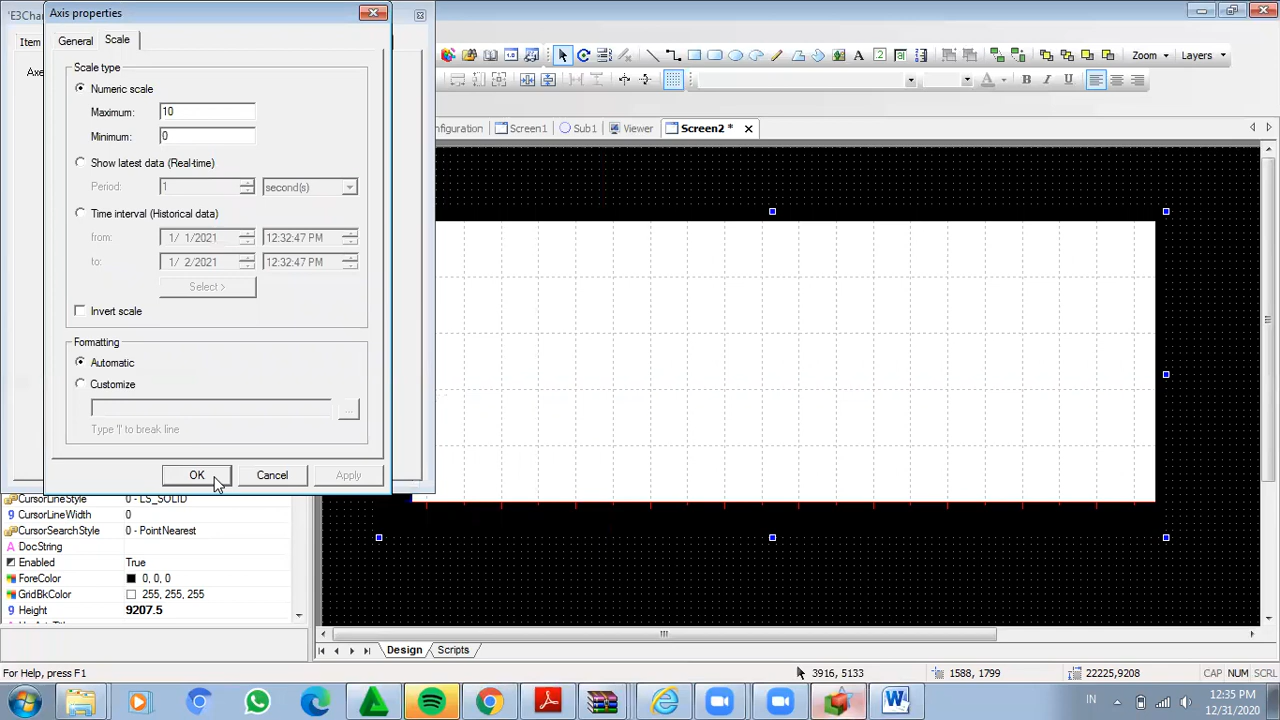 'E3Chan
Axis properties
Item
General
Scale
Axe
Scale type
Numeric scale
Maximum: 10
Minimum: 0
Show latest data (Real-time)
Period: 1 second(s)
Time interval (Historical data)
from: 1/ 1/2021 12:32:47 PM
to: 1/ 2/2021 12:32:47 PM
Select >
Invert scale
Formatting
Automatic
Customize
...
Type '|' to break line
OK
Cancel
Apply
Zoom
Layers
A
B
I
U
nfiguration
Screen1
Sub1
Viewer
Screen2 *
CursorLineStyle 0 - LS_SOLID
CursorLineWidth 0
CursorSearchStyle 0 - PointNearest
DocString
Enabled True
ForeColor 0, 0, 0
GridBkColor 255, 255, 255
Height 9207.5
Design
Scripts
For Help, press F1
3916, 5133
1588, 1799
22225,9208
CAP
NUM
SCRL
IN
12:35 PM
12/31/2020